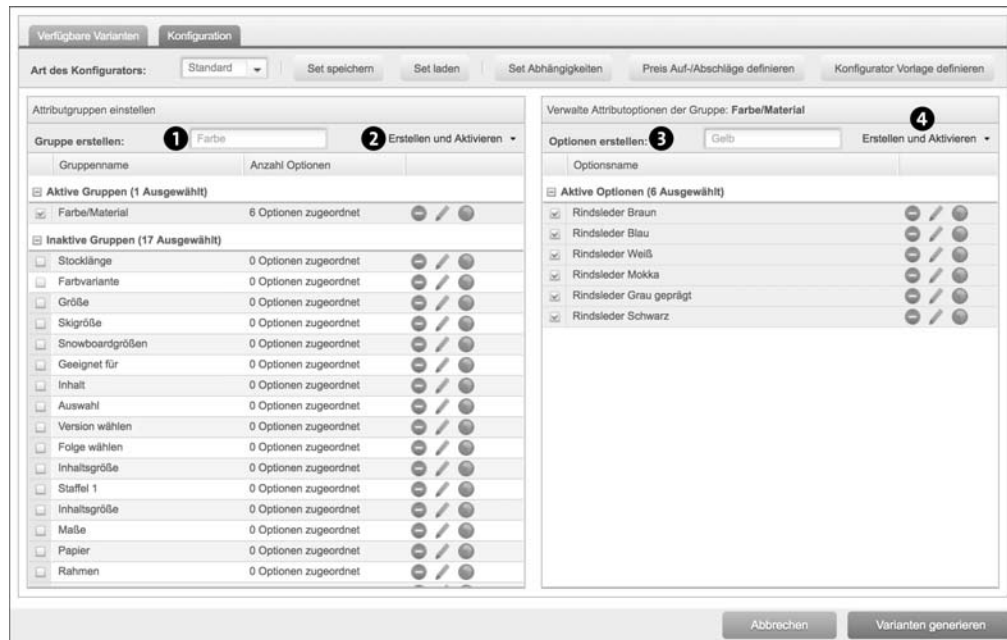 Verfügbare Varianten Konfiguration
Art des Konfigurators: Standard Set speichern Set laden Set Abhängigkeiten Preis Auf-/Abschläge definieren Konfigurator Vorlage definieren
Attributgruppen einstellen
Gruppe erstellen: 1 Farbe 2 Erstellen und Aktivieren
Gruppenname Anzahl Optionen
Aktive Gruppen (1 Ausgewählt)
Farbe/Material 6 Optionen zugeordnet
Inaktive Gruppen (17 Ausgewählt)
Stocklänge 0 Optionen zugeordnet
Farbvariante 0 Optionen zugeordnet
Größe 0 Optionen zugeordnet
Skigröße 0 Optionen zugeordnet
Snowboardgrößen 0 Optionen zugeordnet
Geeignet für 0 Optionen zugeordnet
Inhalt 0 Optionen zugeordnet
Auswahl 0 Optionen zugeordnet
Version wählen 0 Optionen zugeordnet
Folge wählen 0 Optionen zugeordnet
Inhaltsgröße 0 Optionen zugeordnet
Staffel 1 0 Optionen zugeordnet
Inhaltsgröße 0 Optionen zugeordnet
Maße 0 Optionen zugeordnet
Papier 0 Optionen zugeordnet
Rahmen 0 Optionen zugeordnet
Verwalte Attributoptionen der Gruppe: Farbe/Material
Optionen erstellen: 3 Gelb 4 Erstellen und Aktivieren
Optionsname
Aktive Optionen (6 Ausgewählt)
Rindsleder Braun
Rindsleder Blau
Rindsleder Weiß
Rindsleder Mokka
Rindsleder Grau geprägt
Rindsleder Schwarz
Abbrechen Varianten generieren